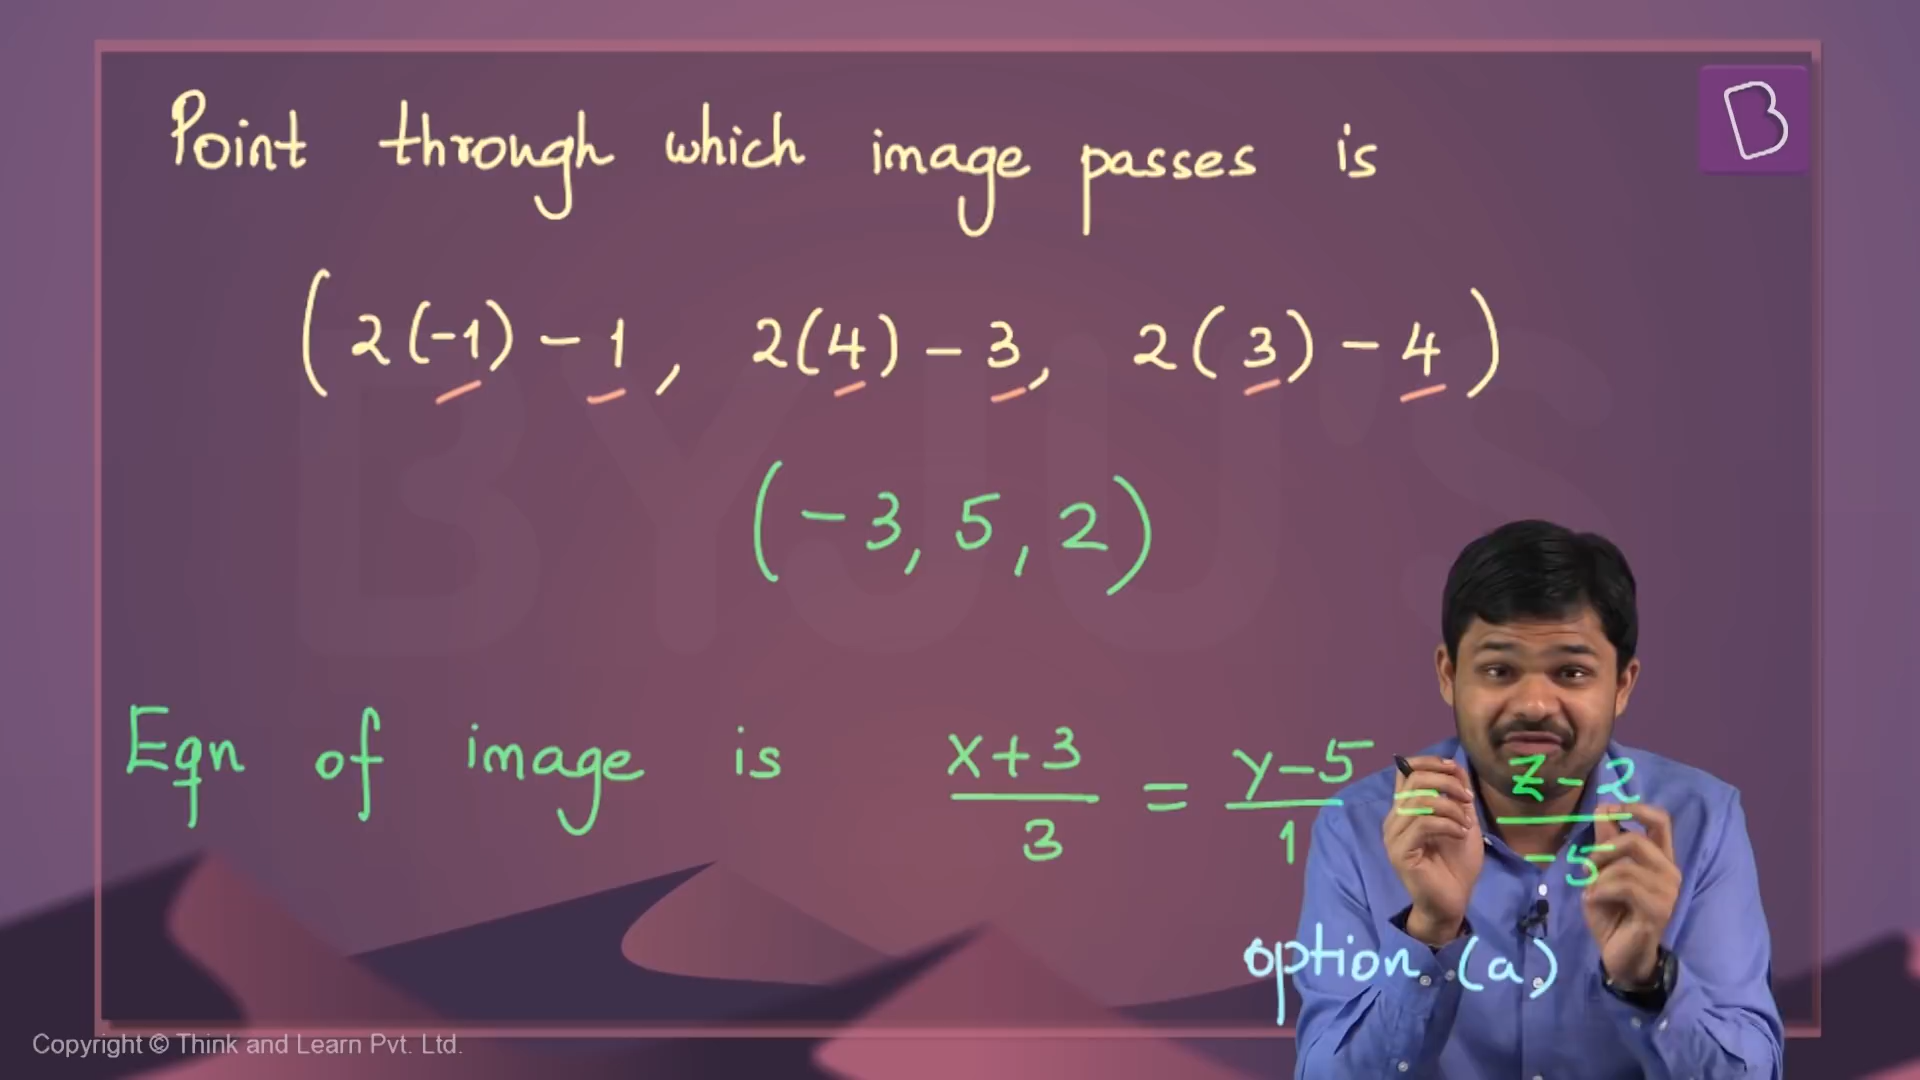 B
Point through which image passes is
(2(-1) - 1, 2(4) - 3, 2(3) - 4)
(-3, 5, 2)
Eqn of image is x+3/3 = y-5/1 = z-2/-5
option (a)
BYJU'S
Copyright © Think and Learn Pvt. Ltd.